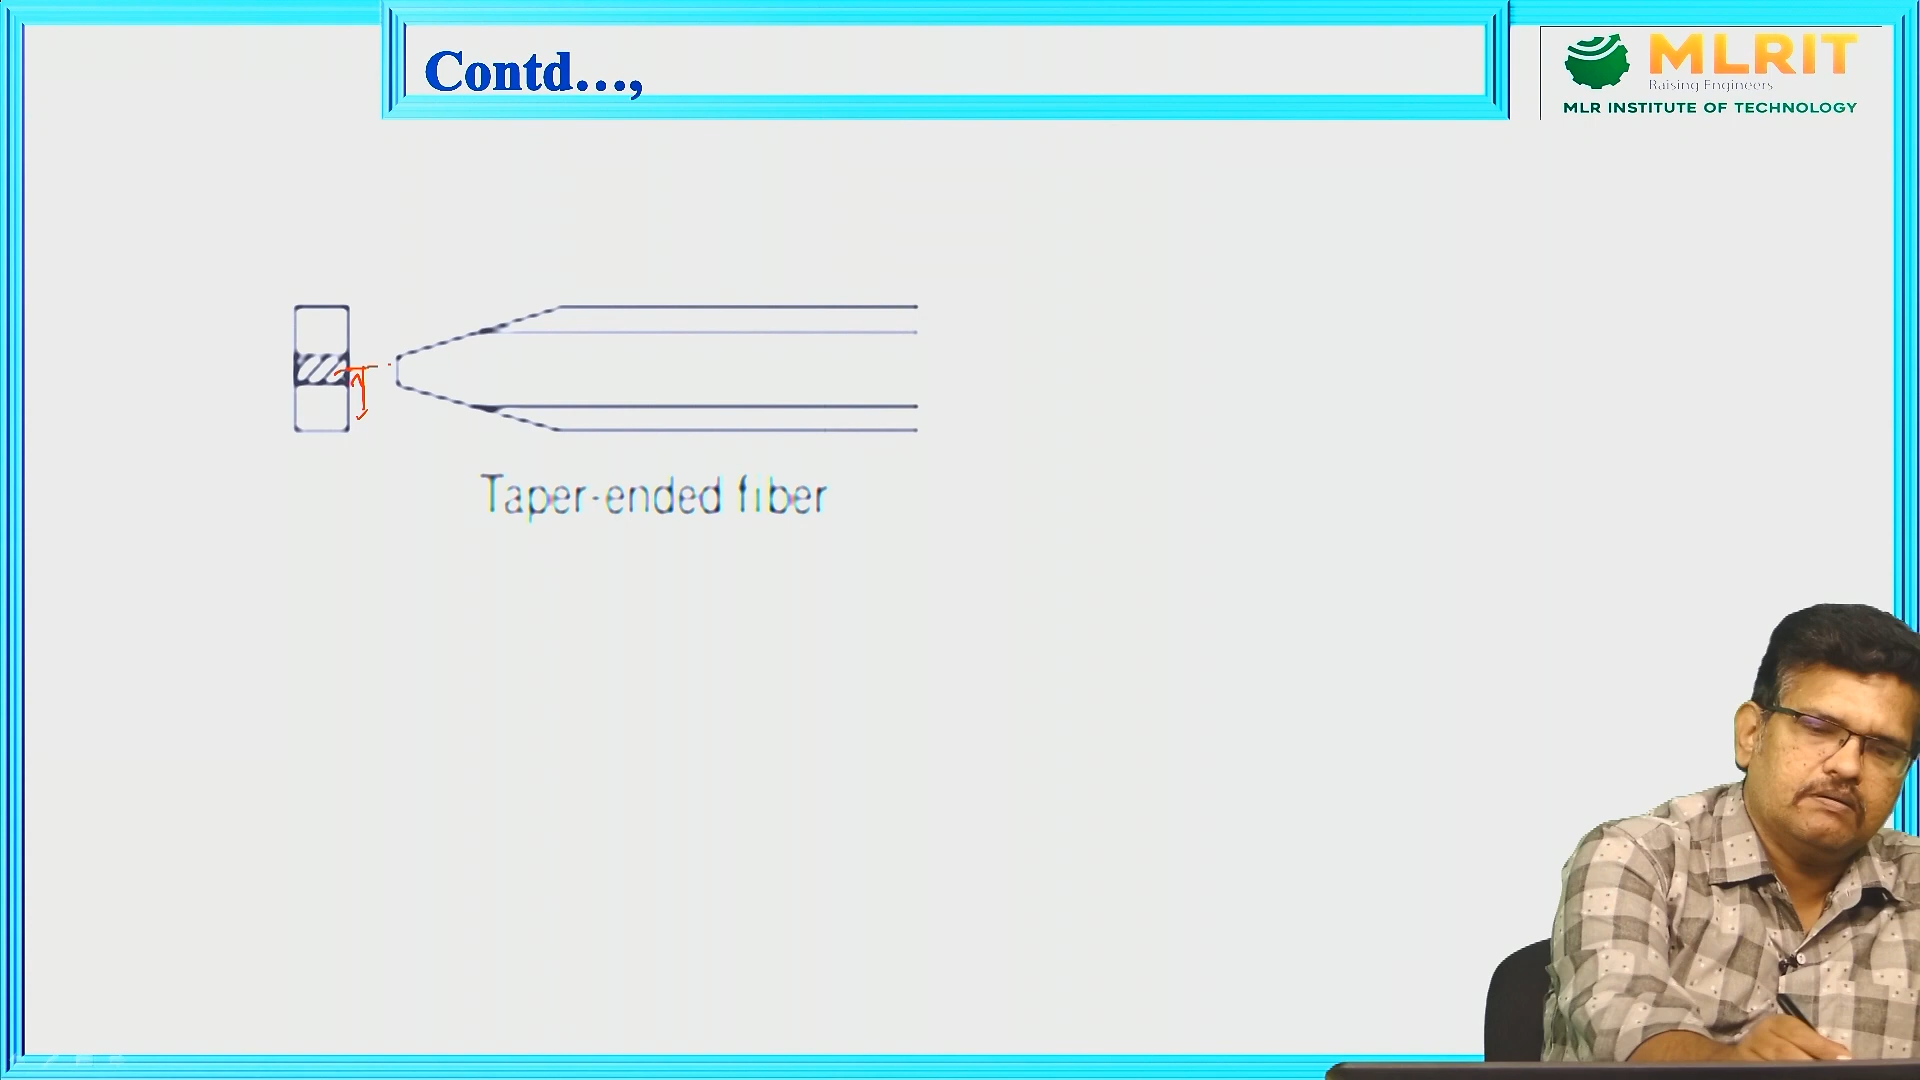 Contd...,
MLRIT
Raising Engineers
MLR INSTITUTE OF TECHNOLOGY
Taper-ended fiber